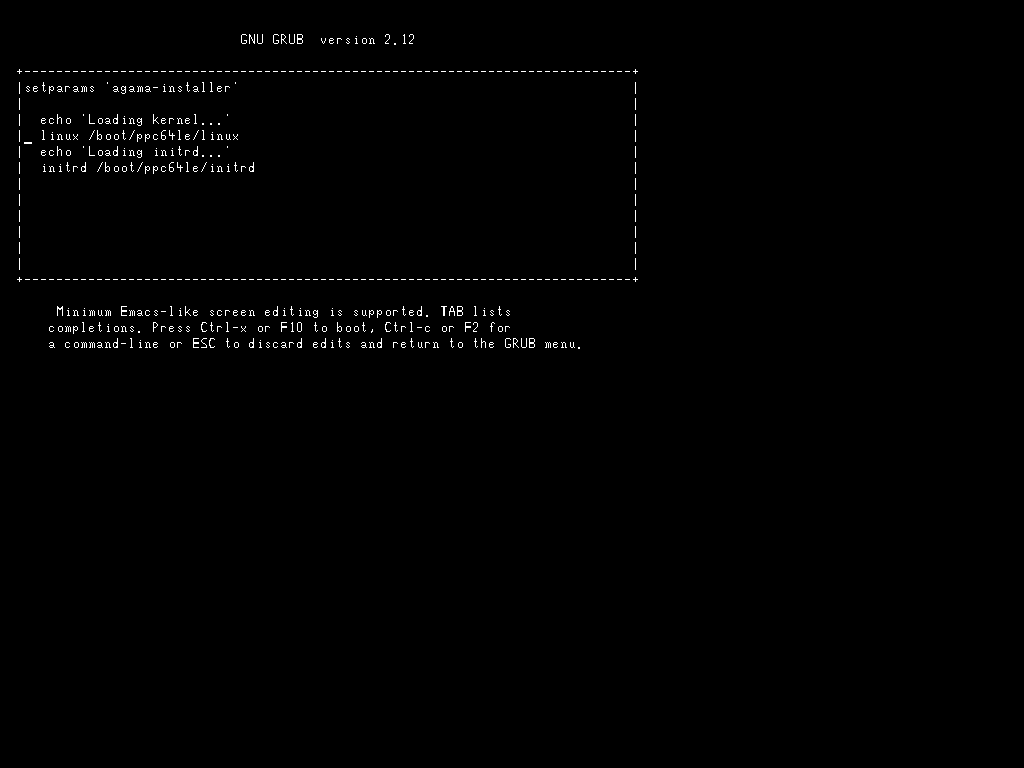 GNU GRUB  version 2.12
setparams 'agama-installer'
echo 'Loading kernel...'
linux /boot/ppc64le/linux
echo 'Loading initrd...'
initrd /boot/ppc64le/initrd
Minimum Emacs-like screen editing is supported. TAB lists
completions. Press Ctrl-x or F10 to boot, Ctrl-c or F2 for
a command-line or ESC to discard edits and return to the GRUB menu.